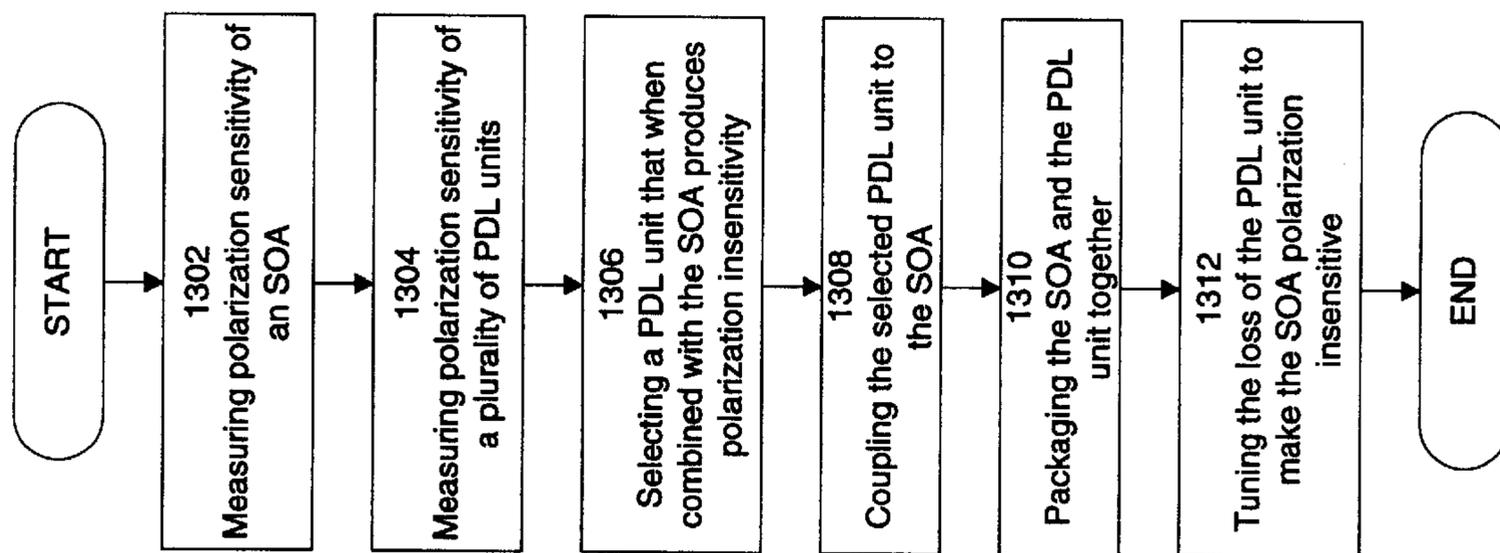 START
1302
Measuring polarization sensitivity of
an SOA
1304
Measuring polarization sensitivity of
a plurality of PDL units
1306
Selecting a PDL unit that when
combined with the SOA produces
polarization insensitivity
1308
Coupling the selected PDL unit to
the SOA
1310
Packaging the SOA and the PDL
unit together
1312
Tuning the loss of the PDL unit to
make the SOA polarization
insensitive
END